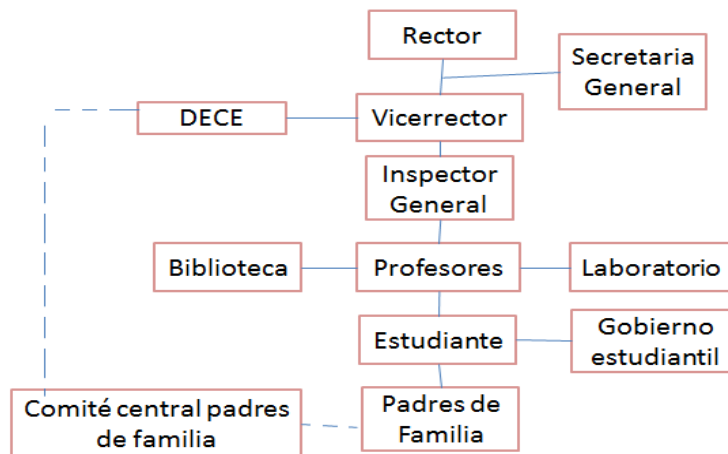 Rector
Secretaria
General
DECE
Vicerrector
Inspector
General
Biblioteca
Profesores
Laboratorio
Estudiante
Gobierno
estudiantil
Comité central padres
de familia
Padres de
Familia